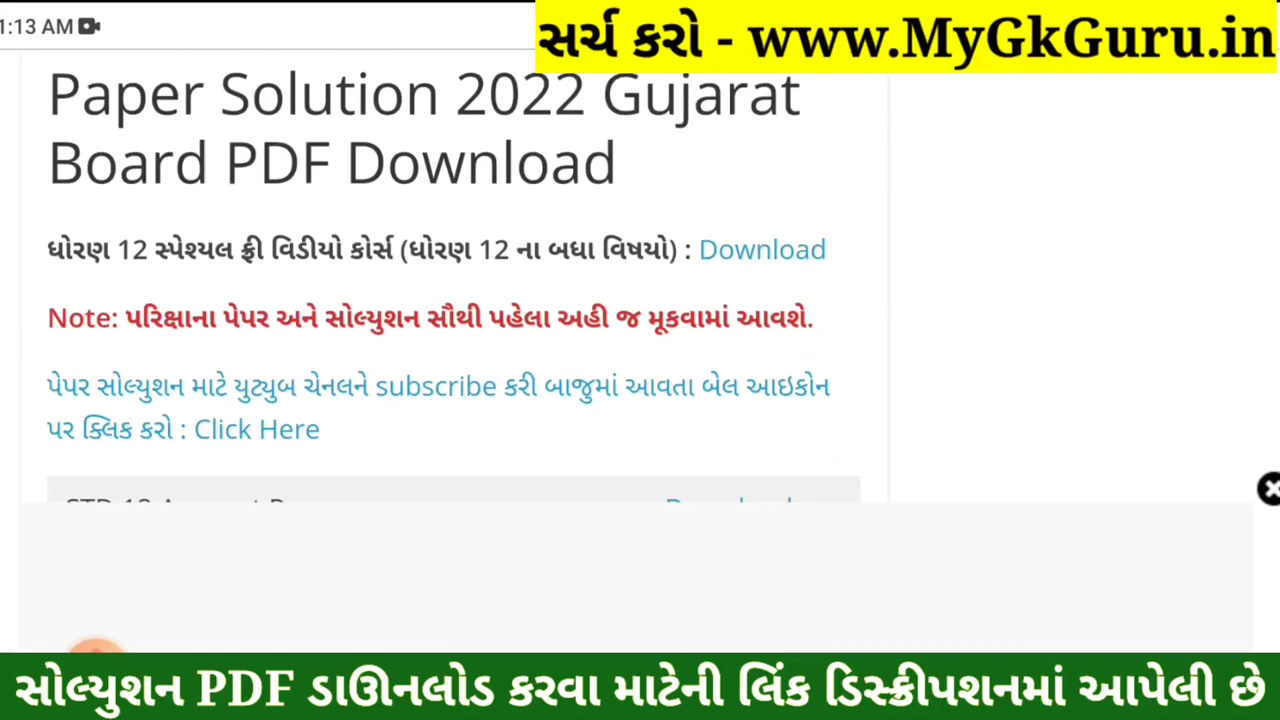 1:13 AM
સર્ચ કરો - www.MyGkGuru.in
Paper Solution 2022 Gujarat
Board PDF Download
ધોરણ 12 સ્પેશ્યલ ફ્રી વિડીયો કોર્સ (ધોરણ 12 ના બધા વિષયો) : Download
Note: પરિક્ષાના પેપર અને સોલ્યુશન સૌથી પહેલા અહી જ મૂકવામાં આવશે.
પેપર સોલ્યુશન માટે યુટ્યુબ ચેનલને subscribe કરી બાજુમાં આવતા બેલ આઇકોન
પર ક્લિક કરો : Click Here
સોલ્યુશન PDF ડાઊનલોડ કરવા માટેની લિંક ડિસ્ક્રીપશનમાં આપેલી છે